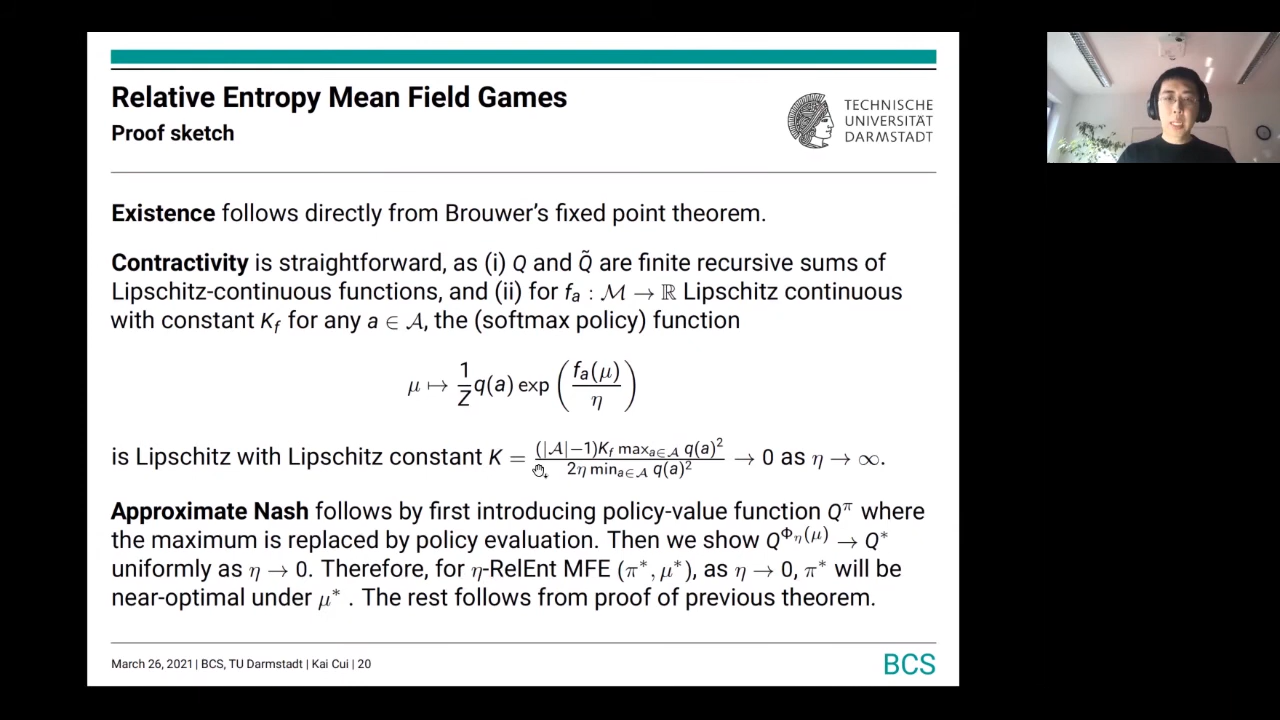 Relative Entropy Mean Field Games
Proof sketch
TECHNISCHE
UNIVERSITÄT
DARMSTADT
Existence follows directly from Brouwer's fixed point theorem.
Contractivity is straightforward, as (i) Q and Q̃ are finite recursive sums of
Lipschitz-continuous functions, and (ii) for fₐ : ℳ → ℝ Lipschitz continuous
with constant K_f for any a ∈ 𝒜, the (softmax policy) function
μ ↦ 1/Z q(a) exp (fₐ(μ)/η)
is Lipschitz with Lipschitz constant K = (|𝒜|−1)K_f max_{a∈𝒜} q(a)² / 2η min_{a∈𝒜} q(a)² → 0 as η → ∞.
Approximate Nash follows by first introducing policy-value function Q^π where
the maximum is replaced by policy evaluation. Then we show Q^{Φ_η(μ)} → Q*
uniformly as η → 0. Therefore, for η-RelEnt MFE (π*, μ*), as η → 0, π* will be
near-optimal under μ* . The rest follows from proof of previous theorem.
March 26, 2021 | BCS, TU Darmstadt | Kai Cui | 20
BCS